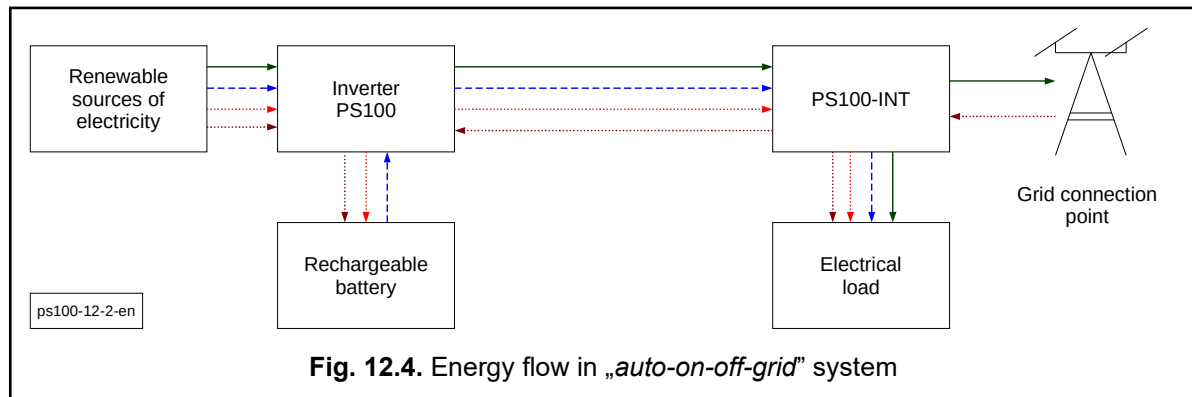 Renewable
sources of
electricity
Inverter
PS100
PS100-INT
Grid connection
point
Rechargeable
battery
Electrical
load
ps100-12-2-en
Fig. 12.4. Energy flow in „auto-on-off-grid” system